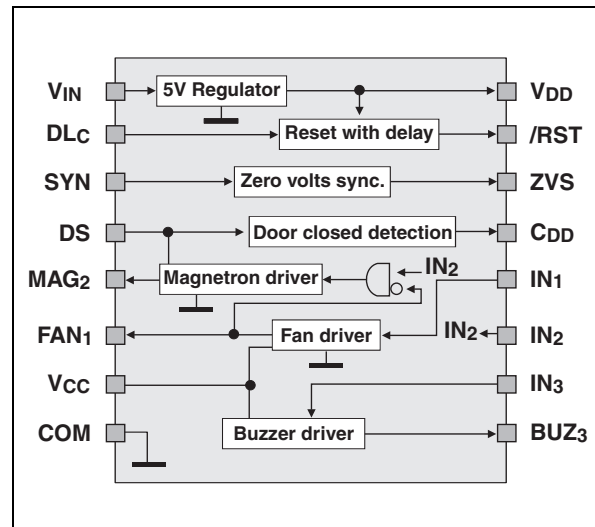 VIN 5V Regulator VDD
DLC Reset with delay /RST
SYN Zero volts sync. ZVS
DS Door closed detection CDD
MAG2 Magnetron driver IN2 IN1
FAN1 Fan driver IN2 IN2
VCC IN3
COM Buzzer driver BUZ3